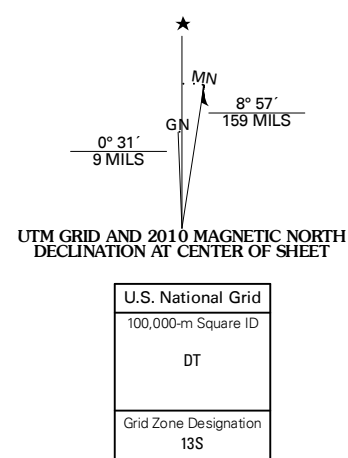 MN
8° 57´
159 MILS
GN
0° 31´
9 MILS
UTM GRID AND 2010 MAGNETIC NORTH
DECLINATION AT CENTER OF SHEET
U.S. National Grid
100,000-m Square ID
DT
Grid Zone Designation
13S